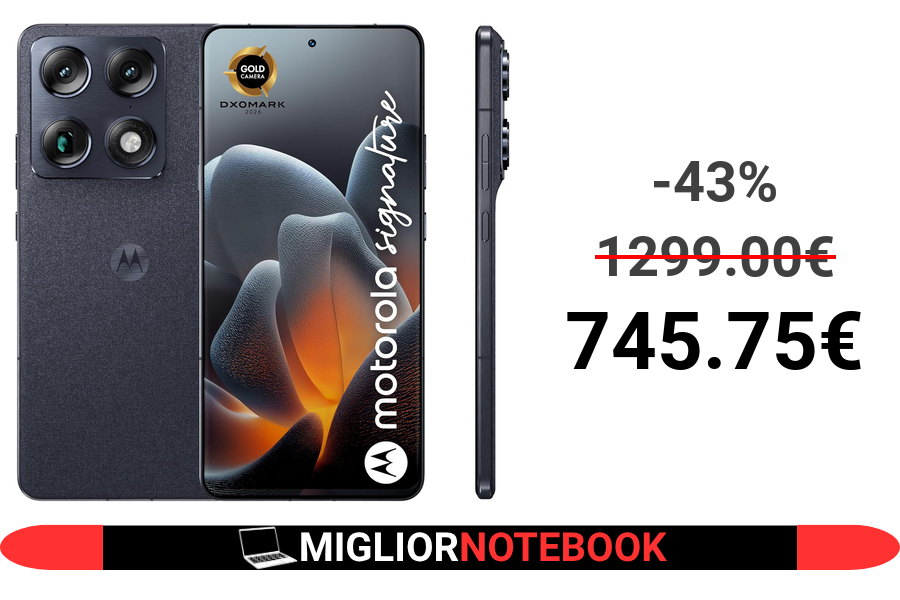 GOLD
CAMERA
DXOMARK
2026
motorola signature
-43%
1299.00€
745.75€
MIGLIORNOTEBOOK